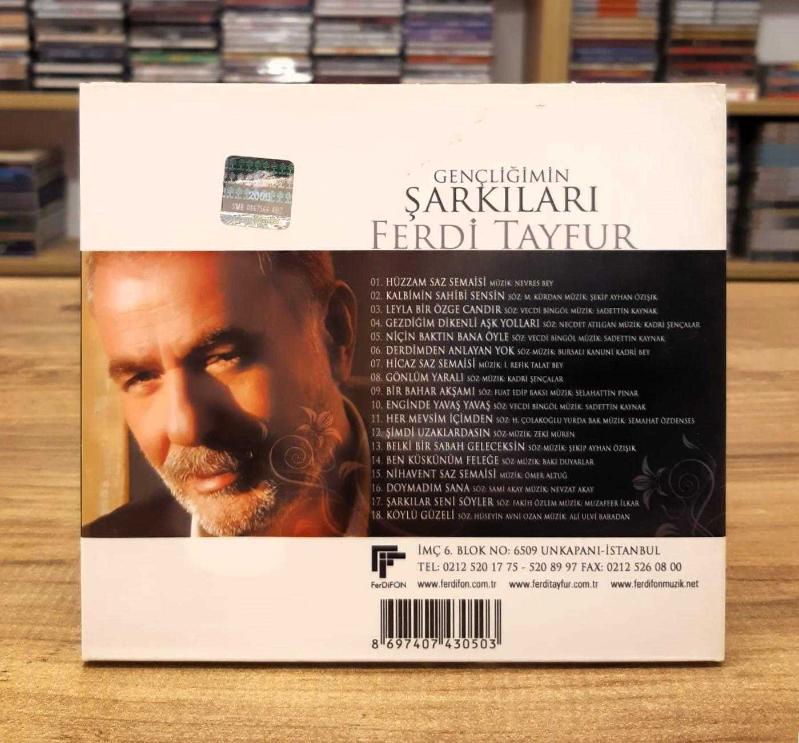 2008
GENÇLİĞİMİN
ŞARKILARI
FERDİ TAYFUR
01. HÜZZAM SAZ SEMAİSİ MÜZİK: NEVRES BEY
02. KALBİMİN SAHİBİ SENSİN SÖZ: M. KÜRDAN MÜZİK: ŞEKİP AYHAN ÖZIŞIK
03. LEYLA BİR ÖZGE CANDIR SÖZ: VECDİ BİNGÖL MÜZİK: SADETTİN KAYNAK
04. GEZDİĞİM DİKENLİ AŞK YOLLARI SÖZ: NECDET ATILGAN MÜZİK: KADRİ ŞENÇALAR
05. NİÇİN BAKTIN BANA ÖYLE SÖZ: VECDİ BİNGÖL MÜZİK: SADETTİN KAYNAK
06. DERDİMDEN ANLAYAN YOK SÖZ-MÜZİK: BURSALI KANUNİ KADRİ BEY
07. HİCAZ SAZ SEMAİSİ MÜZİK: İ. REFİK TALAT BEY
08. GÖNLÜM YARALI SÖZ-MÜZİK: KADRİ ŞENÇALAR
09. BİR BAHAR AKŞAMI SÖZ: FUAT EDİP BAKSI MÜZİK: SELAHATTİN PINAR
10. ENGİNDE YAVAŞ YAVAŞ SÖZ: VECDİ BİNGÖL MÜZİK: SADETTİN KAYNAK
11. HER MEVSİM İÇİMDEN SÖZ: H. ÇOLAKOĞLU YURDA BAK MÜZİK: SEMAHAT ÖZDENSES
12. ŞİMDİ UZAKLARDASIN SÖZ-MÜZİK: ZEKİ MÜREN
13. BELKİ BİR SABAH GELECEKSİN SÖZ-MÜZİK: ŞEKİP AYHAN ÖZIŞIK
14. BEN KÜSKÜNÜM FELEĞE SÖZ-MÜZİK: BAKİ DUYARLAR
15. NİHAVENT SAZ SEMAİSİ MÜZİK: ÖMER ALTUĞ
16. DOYMADIM SANA SÖZ: SAMİ AKAY MÜZİK: NEVZAT AKAY
17. ŞARKILAR SENİ SÖYLER SÖZ: FAKİH ÖZLEM MÜZİK: MUZAFFER İLKAR
18. KÖYLÜ GÜZELİ SÖZ: HÜSEYİN AVNİ OZAN MÜZİK: ALİ ULVİ BARADAN
FerDİFON
İMÇ 6. BLOK NO: 6509 UNKAPANI-İSTANBUL
TEL: 0212 520 17 75 - 520 89 97 FAX: 0212 526 08 00
www.ferdifon.com.tr www.ferditayfur.com.tr www.ferdifonmuzik.net
8 697407 430503